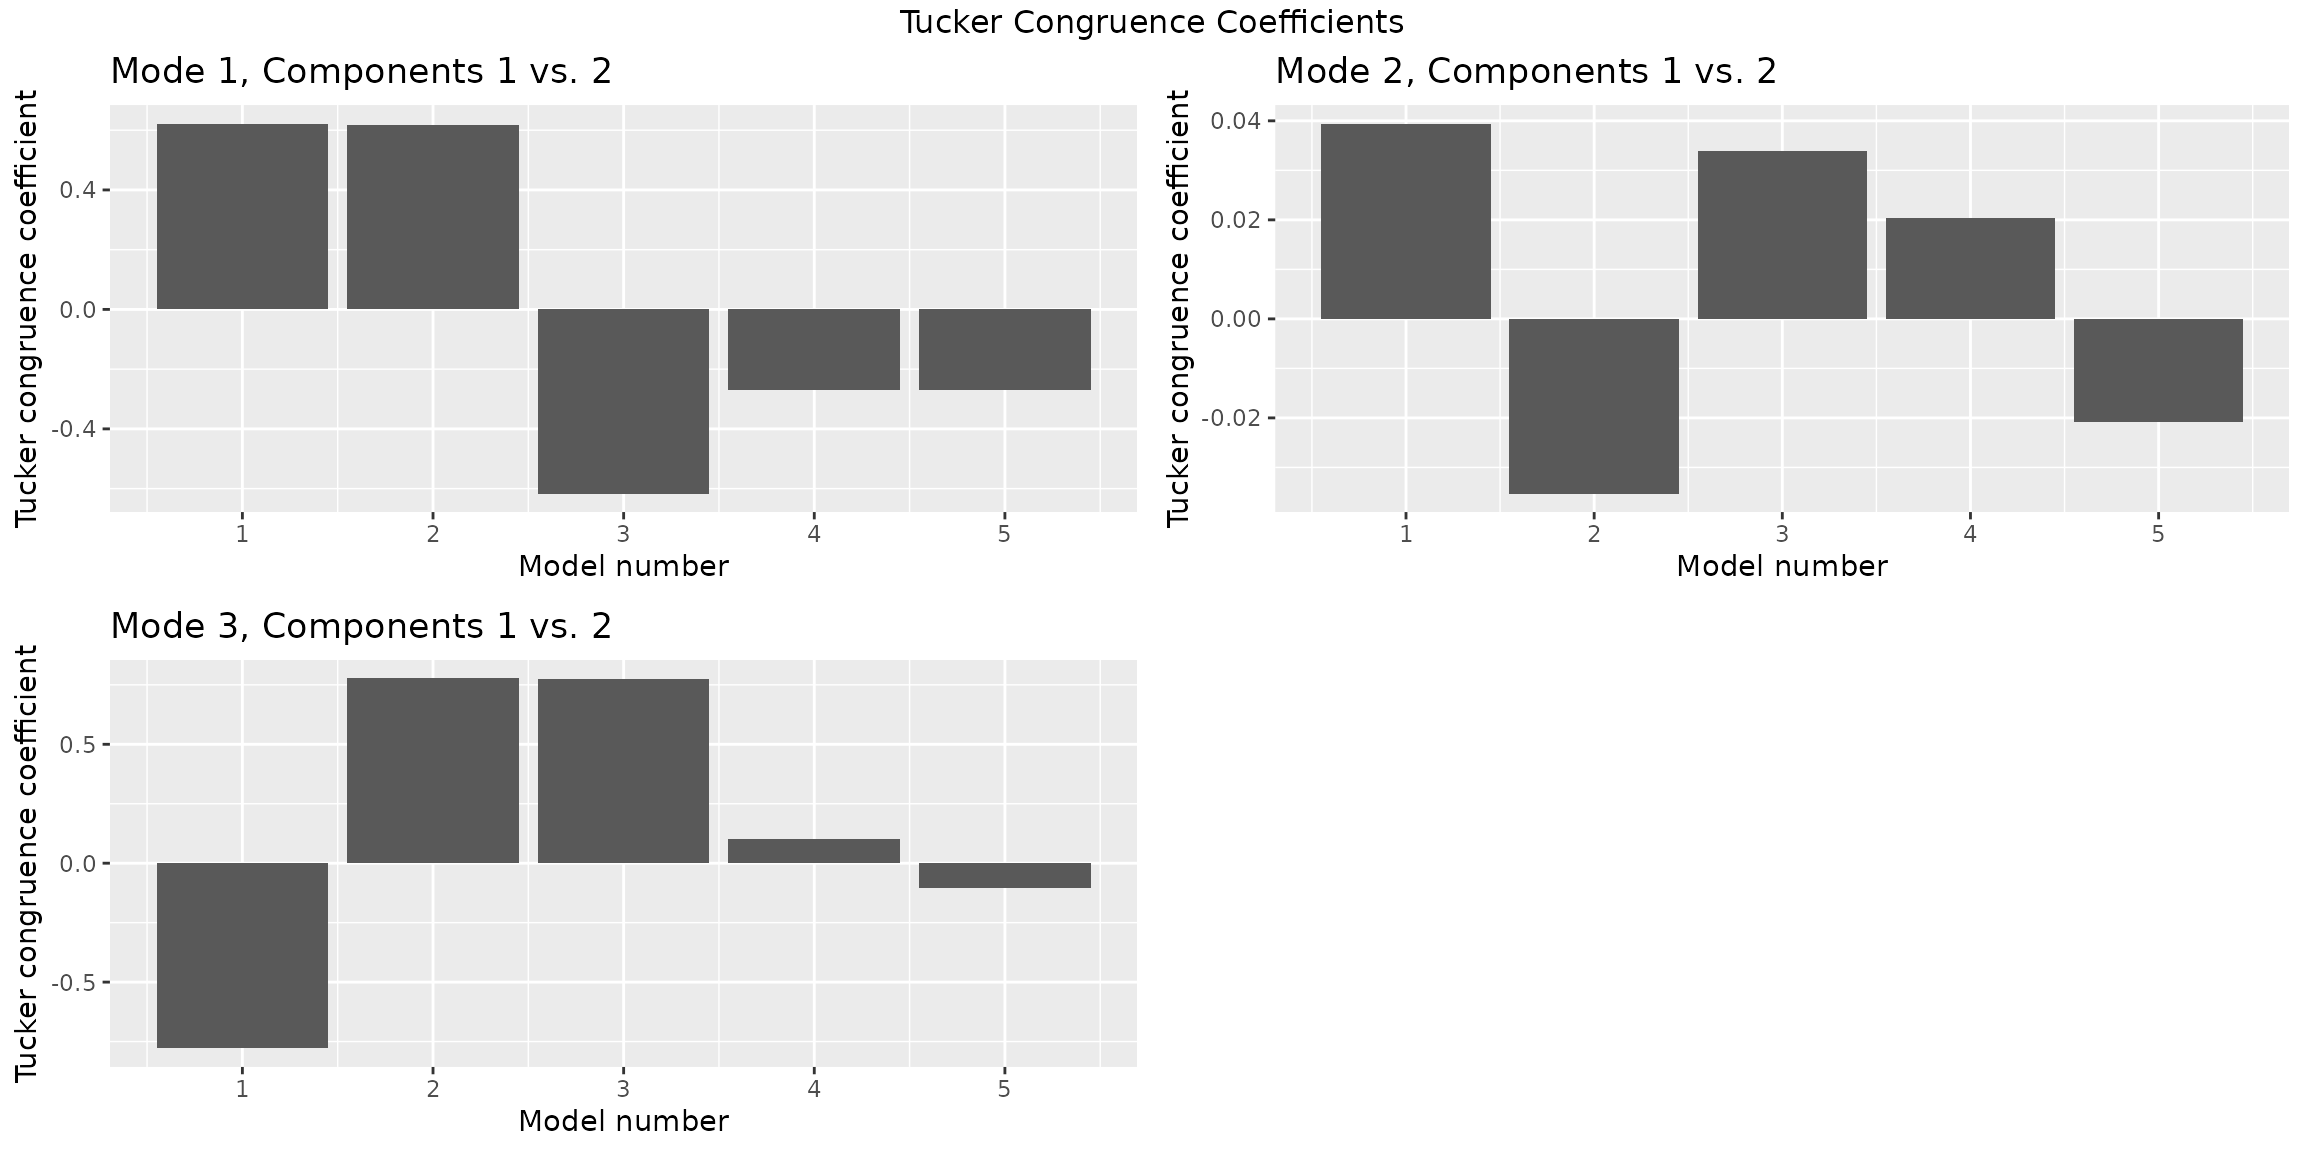 Tucker Congruence Coefficients
Mode 1, Components 1 vs. 2
Tucker congruence coefficient
0.4
0.0
-0.4
1 2 3 4 5
Model number
Mode 2, Components 1 vs. 2
Tucker congruence coefficient
0.04
0.02
0.00
-0.02
1 2 3 4 5
Model number
Mode 3, Components 1 vs. 2
Tucker congruence coefficient
0.5
0.0
-0.5
1 2 3 4 5
Model number